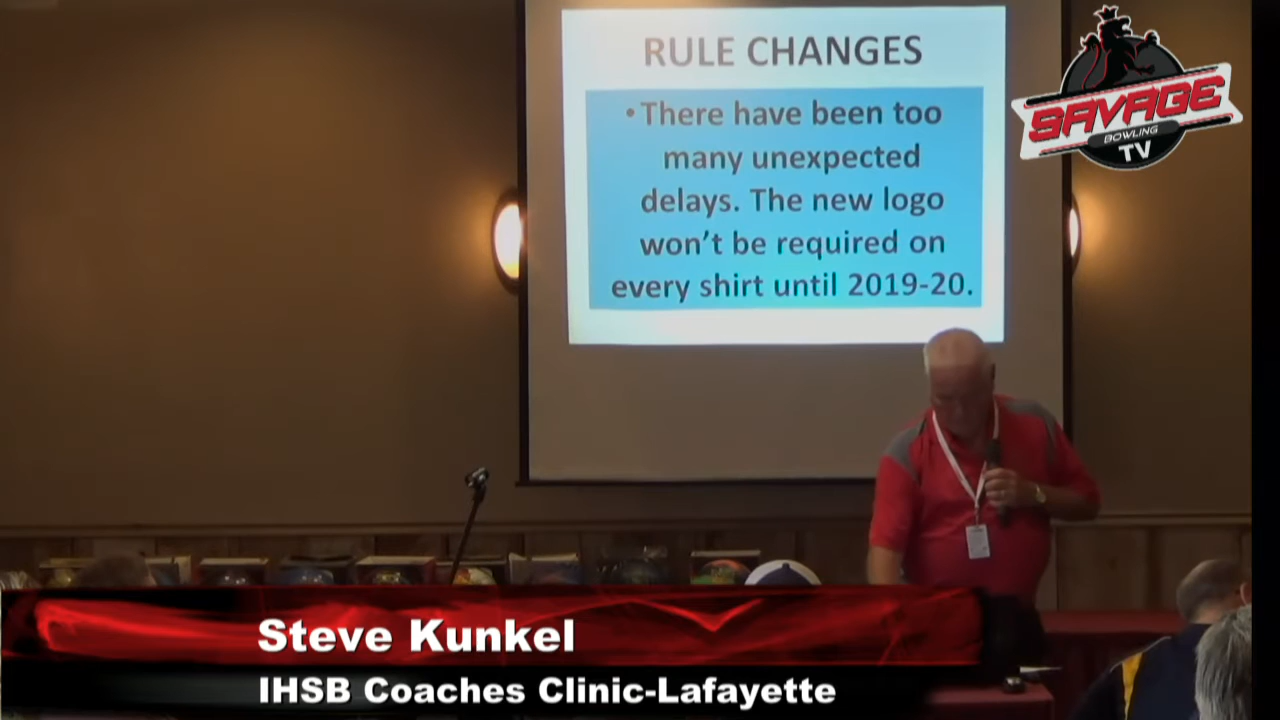 RULE CHANGES
•There have been too
many unexpected
delays. The new logo
won't be required on
every shirt until 2019-20.
SAVAGE
BOWLING
TV
Steve Kunkel
IHSB Coaches Clinic-Lafayette